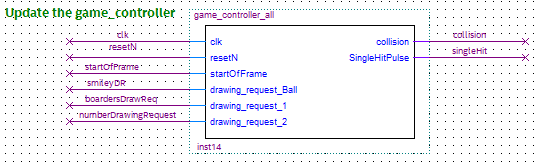 Update the game_controller
game_controller_all
clk clk collision collision
resetN resetN SingleHitPulse singleHit
startOfFrame startOfFrame
smileyDR drawing_request_Ball
boardersDrawReq drawing_request_1
numberDrawingRequest drawing_request_2
inst14